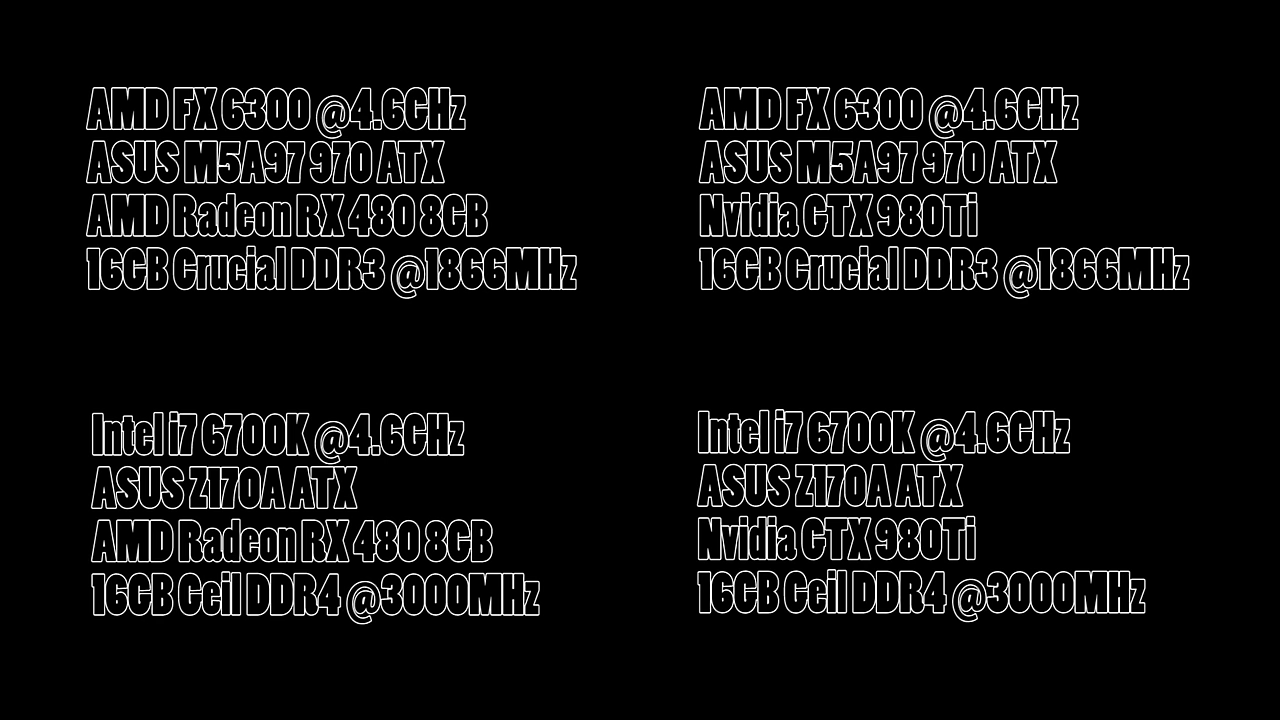 AMD FX 6300 @4.6GHz
ASUS M5A97 970 ATX
AMD Radeon RX 480 8GB
16GB Crucial DDR3 @1866MHz
AMD FX 6300 @4.6GHz
ASUS M5A97 970 ATX
Nvidia GTX 980Ti
16GB Crucial DDR3 @1866MHz
Intel i7 6700K @4.6GHz
ASUS Z170A ATX
AMD Radeon RX 480 8GB
16GB Geil DDR4 @3000MHz
Intel i7 6700K @4.6GHz
ASUS Z170A ATX
Nvidia GTX 980Ti
16GB Geil DDR4 @3000MHz